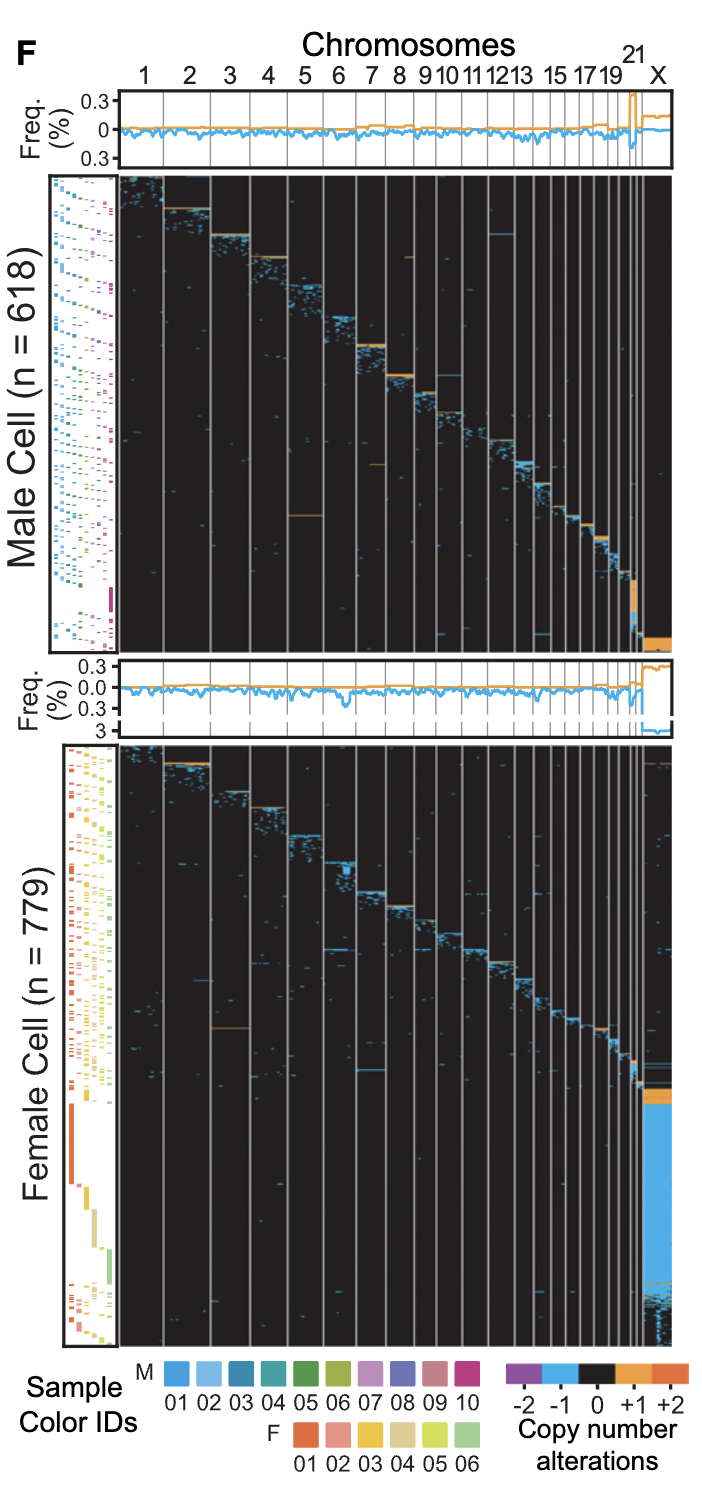 F
Chromosomes
1 2 3 4 5 6 7 8 9 10 11 12 13 15 17 19 21 X
Freq. (%)
0.3
0
0.3
Male Cell (n = 618)
Freq. (%)
0.3
0.0
0.3
3
Female Cell (n = 779)
Sample
Color IDs
M
01 02 03 04 05 06 07 08 09 10
F
01 02 03 04 05 06
-2 -1 0 +1 +2
Copy number
alterations